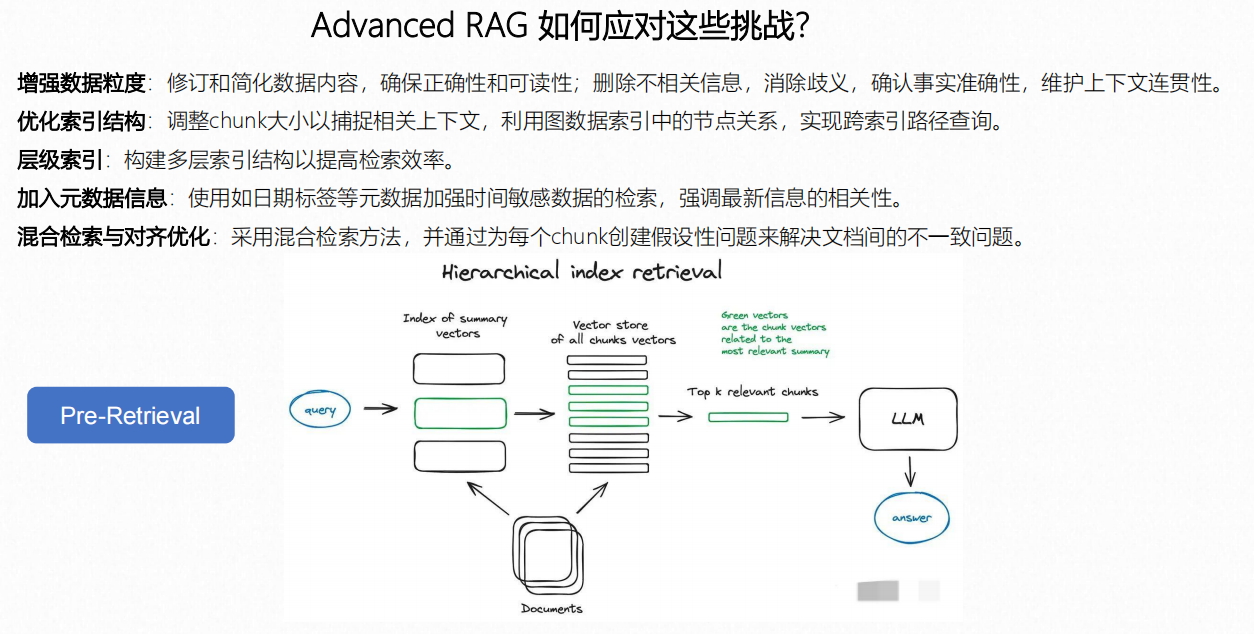 Advanced RAG 如何应对这些挑战?
增强数据粒度：修订和简化数据内容，确保正确性和可读性；删除不相关信息，消除歧义，确认事实准确性，维护上下文连贯性。
优化索引结构：调整chunk大小以捕捉相关上下文，利用图数据索引中的节点关系，实现跨索引路径查询。
层级索引：构建多层索引结构以提高检索效率。
加入元数据信息：使用如日期标签等元数据加强时间敏感数据的检索，强调最新信息的相关性。
混合检索与对齐优化：采用混合检索方法，并通过为每个chunk创建假设性问题来解决文档间的不一致问题。
Hierarchical index retrieval
Index of summary
vectors
Vector store
of all chunks vectors
Green vectors
are the chunk vectors
related to the
most relevant summary
Pre-Retrieval
query
Top k relevant chunks
LLM
answer
Documents